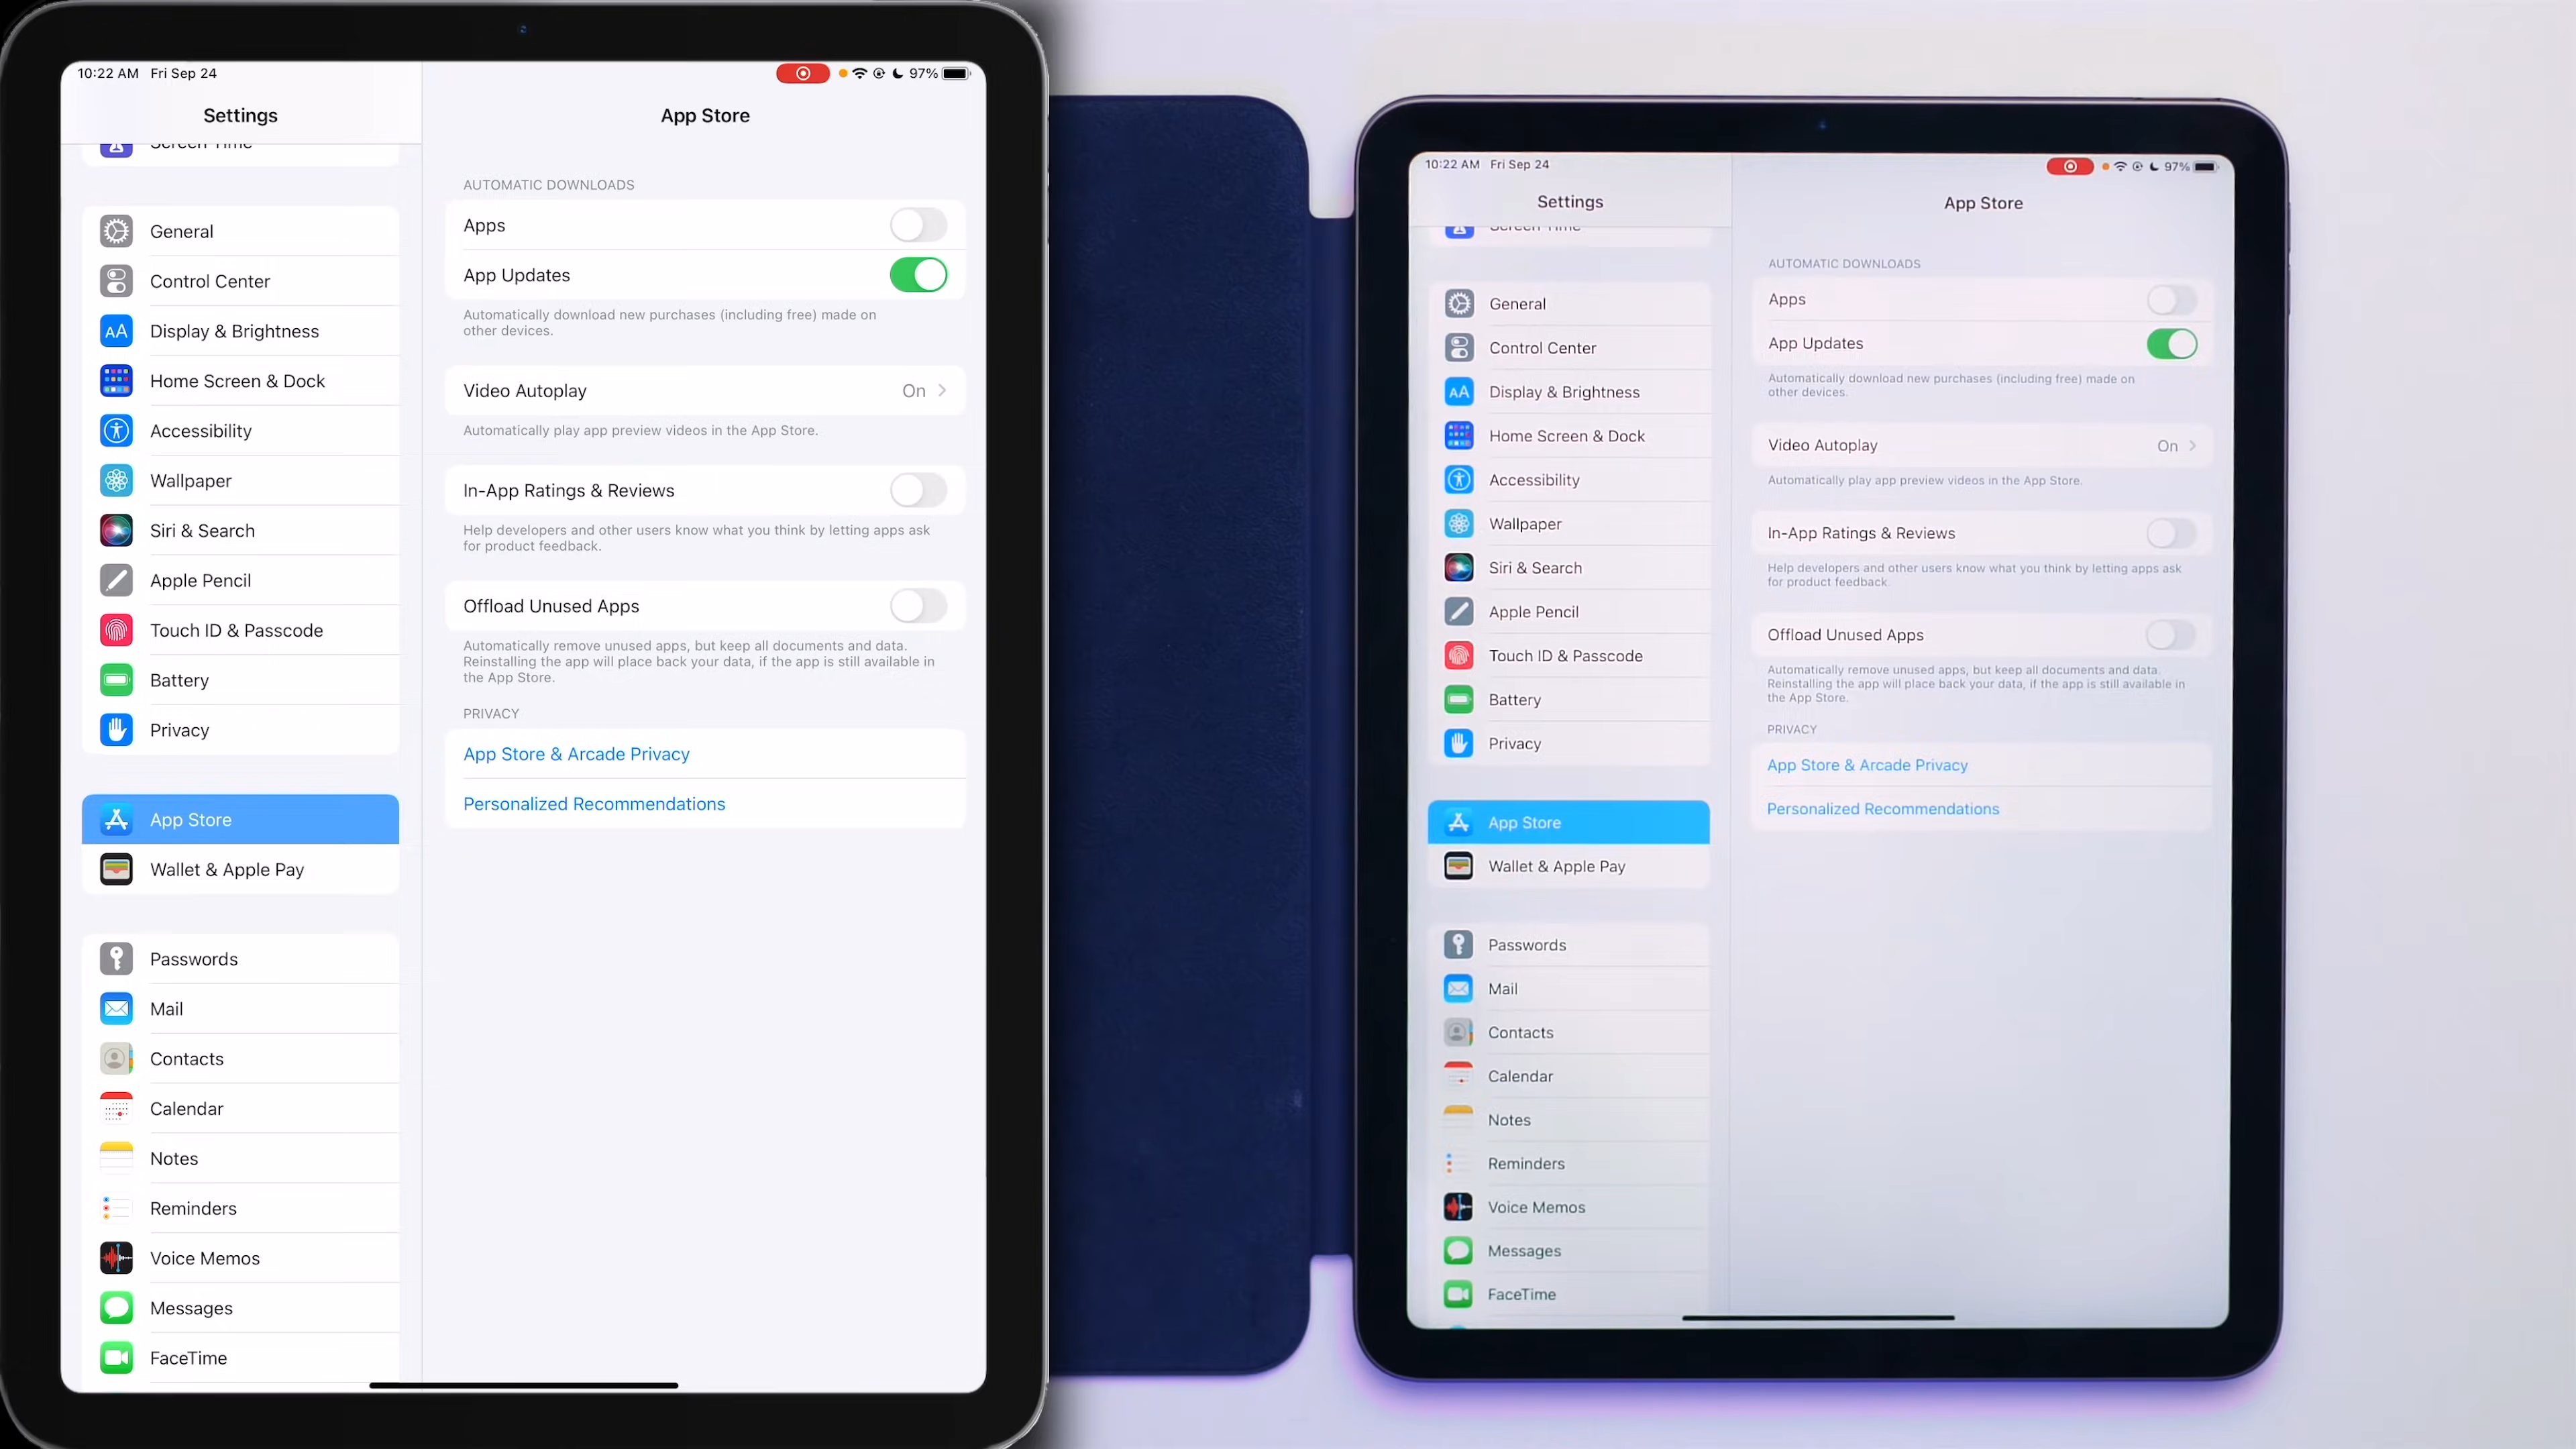 10:22 AM Fri Sep 24
97%
Settings
App Store
Screen Time
General
Control Center
AA
Display & Brightness
Home Screen & Dock
Accessibility
Wallpaper
Siri & Search
Apple Pencil
Touch ID & Passcode
Battery
Privacy
App Store
Wallet & Apple Pay
Passwords
Mail
Contacts
Calendar
Notes
Reminders
Voice Memos
Messages
FaceTime
AUTOMATIC DOWNLOADS
Apps
App Updates
Automatically download new purchases (including free) made on
other devices.
Video Autoplay On
Automatically play app preview videos in the App Store.
In-App Ratings & Reviews
Help developers and other users know what you think by letting apps ask
for product feedback.
Offload Unused Apps
Automatically remove unused apps, but keep all documents and data.
Reinstalling the app will place back your data, if the app is still available in
the App Store.
PRIVACY
App Store & Arcade Privacy
Personalized Recommendations
10:22 AM Fri Sep 24
97%
Settings
App Store
Screen Time
General
Control Center
AA
Display & Brightness
Home Screen & Dock
Accessibility
Wallpaper
Siri & Search
Apple Pencil
Touch ID & Passcode
Battery
Privacy
App Store
Wallet & Apple Pay
Passwords
Mail
Contacts
Calendar
Notes
Reminders
Voice Memos
Messages
FaceTime
AUTOMATIC DOWNLOADS
Apps
App Updates
Automatically download new purchases (including free) made on
other devices.
Video Autoplay On
Automatically play app preview videos in the App Store.
In-App Ratings & Reviews
Help developers and other users know what you think by letting apps ask
for product feedback.
Offload Unused Apps
Automatically remove unused apps, but keep all documents and data.
Reinstalling the app will place back your data, if the app is still available in
the App Store.
PRIVACY
App Store & Arcade Privacy
Personalized Recommendations